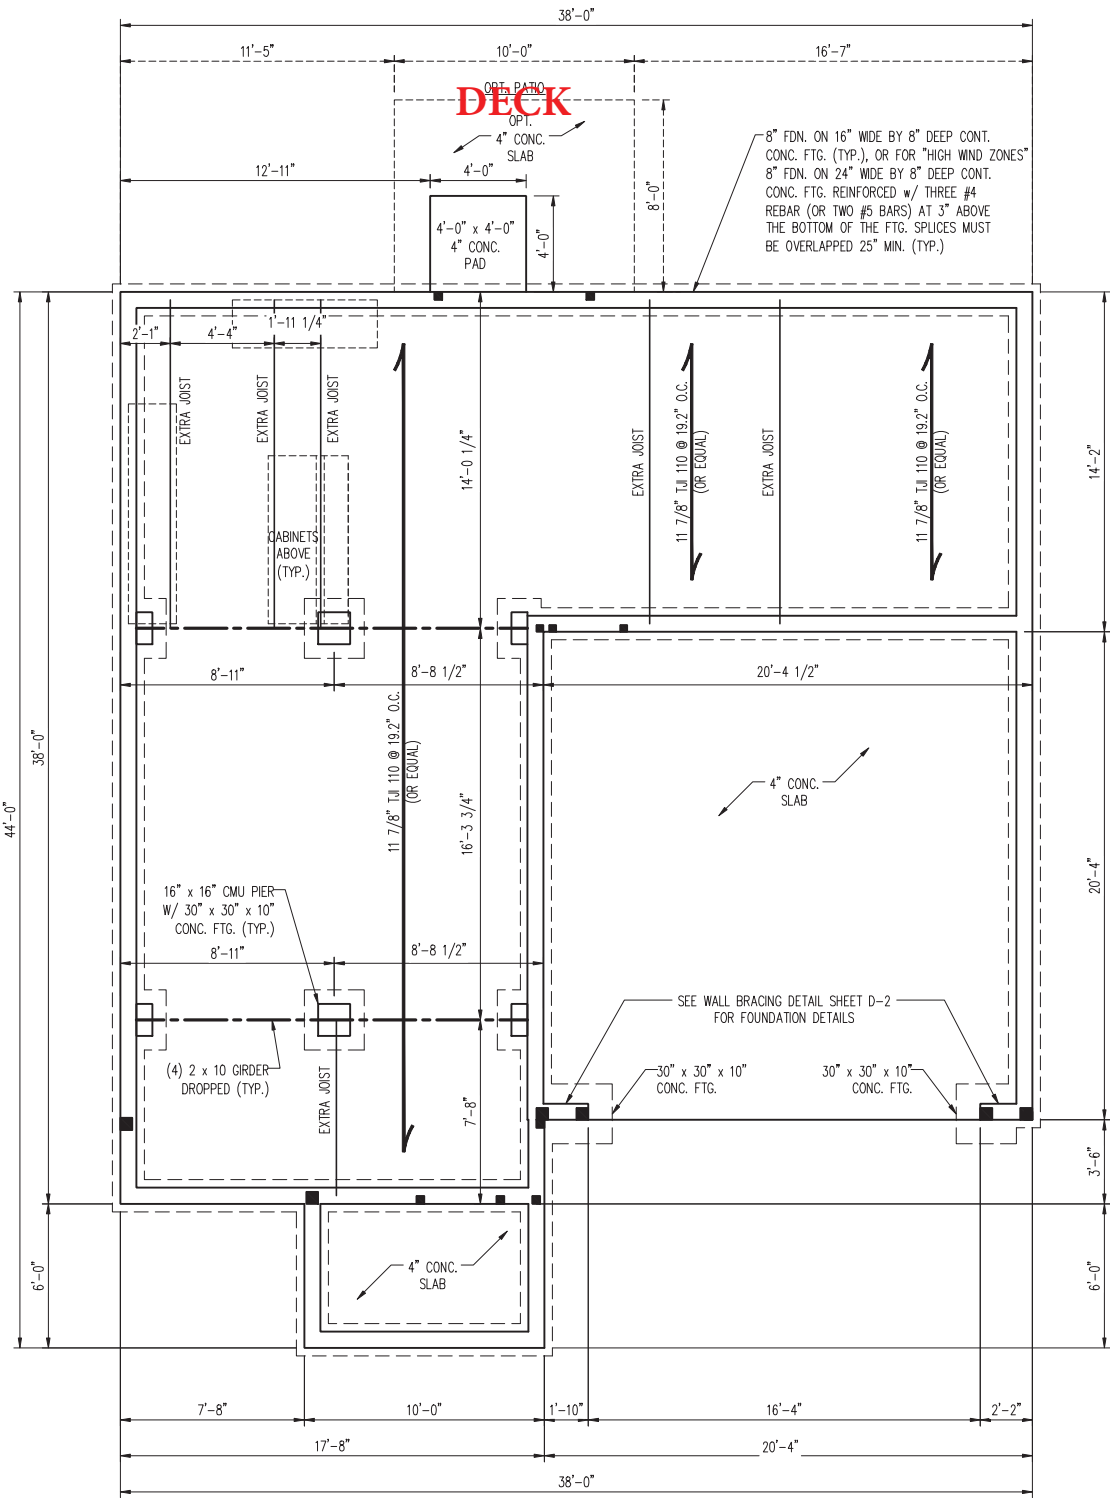 38'-0"
11'-5"
10'-0"
16'-7"
OPT. PATIO
DECK
OPT.
4" CONC.
SLAB
8" FDN. ON 16" WIDE BY 8" DEEP CONT.
CONC. FTG. (TYP.), OR FOR "HIGH WIND ZONES"
8" FDN. ON 24" WIDE BY 8" DEEP CONT.
CONC. FTG. REINFORCED w/ THREE #4
REBAR (OR TWO #5 BARS) AT 3" ABOVE
THE BOTTOM OF THE FTG. SPLICES MUST
BE OVERLAPPED 25" MIN. (TYP.)
12'-11"
4'-0"
8'-0"
4'-0" x 4'-0"
4" CONC.
PAD
4'-0"
2'-1"
4'-4"
1'-11 1/4"
EXTRA JOIST
EXTRA JOIST
EXTRA JOIST
14'-0 1/4"
EXTRA JOIST
11 7/8" TJI 110 @ 19.2" O.C.
(OR EQUAL)
EXTRA JOIST
11 7/8" TJI 110 @ 19.2" O.C.
(OR EQUAL)
14'-2"
CABINETS
ABOVE
(TYP.)
8'-11"
8'-8 1/2"
20'-4 1/2"
38'-0"
44'-0"
11 7/8" TJI 110 @ 19.2" O.C.
(OR EQUAL)
16'-3 3/4"
4" CONC.
SLAB
20'-4"
16" x 16" CMU PIER
W/ 30" x 30" x 10"
CONC. FTG. (TYP.)
8'-11"
8'-8 1/2"
SEE WALL BRACING DETAIL SHEET D-2
FOR FOUNDATION DETAILS
(4) 2 x 10 GIRDER
DROPPED (TYP.)
EXTRA JOIST
7'-8"
30" x 30" x 10"
CONC. FTG.
30" x 30" x 10"
CONC. FTG.
3'-6"
6'-0"
4" CONC.
SLAB
6'-0"
7'-8"
10'-0"
1'-10"
16'-4"
2'-2"
17'-8"
20'-4"
38'-0"